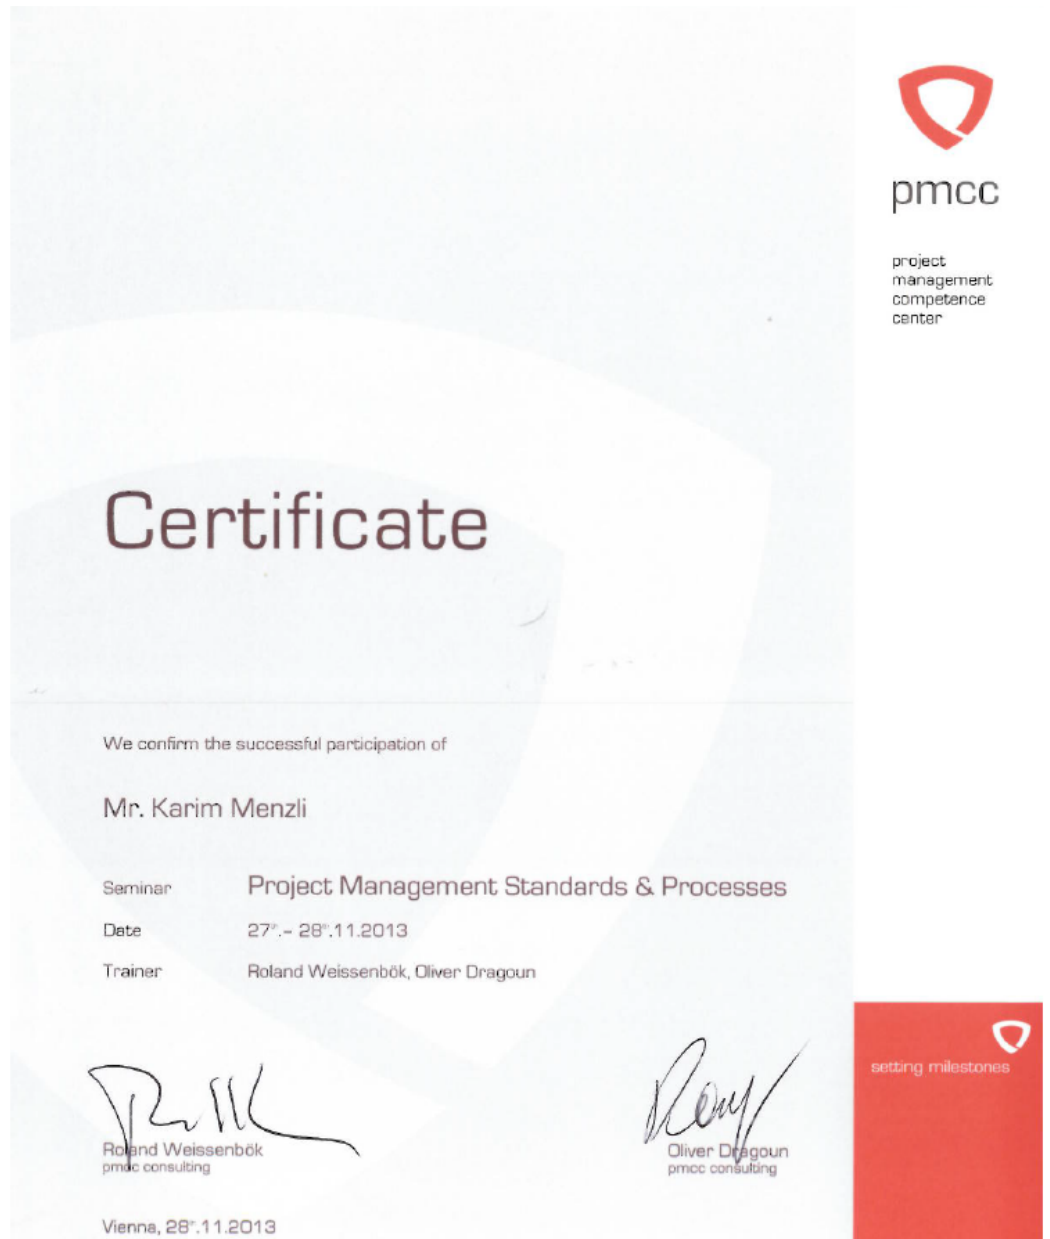 pmcc
project
management
competence
center
Certificate
We confirm the successful participation of
Mr. Karim Menzli
Seminar Project Management Standards & Processes
Date 27th.– 28th.11.2013
Trainer Roland Weissenbök, Oliver Dragoun
setting milestones
Roland Weissenbök
pmcc consulting
Oliver Dragoun
pmcc consulting
Vienna, 28th.11.2013